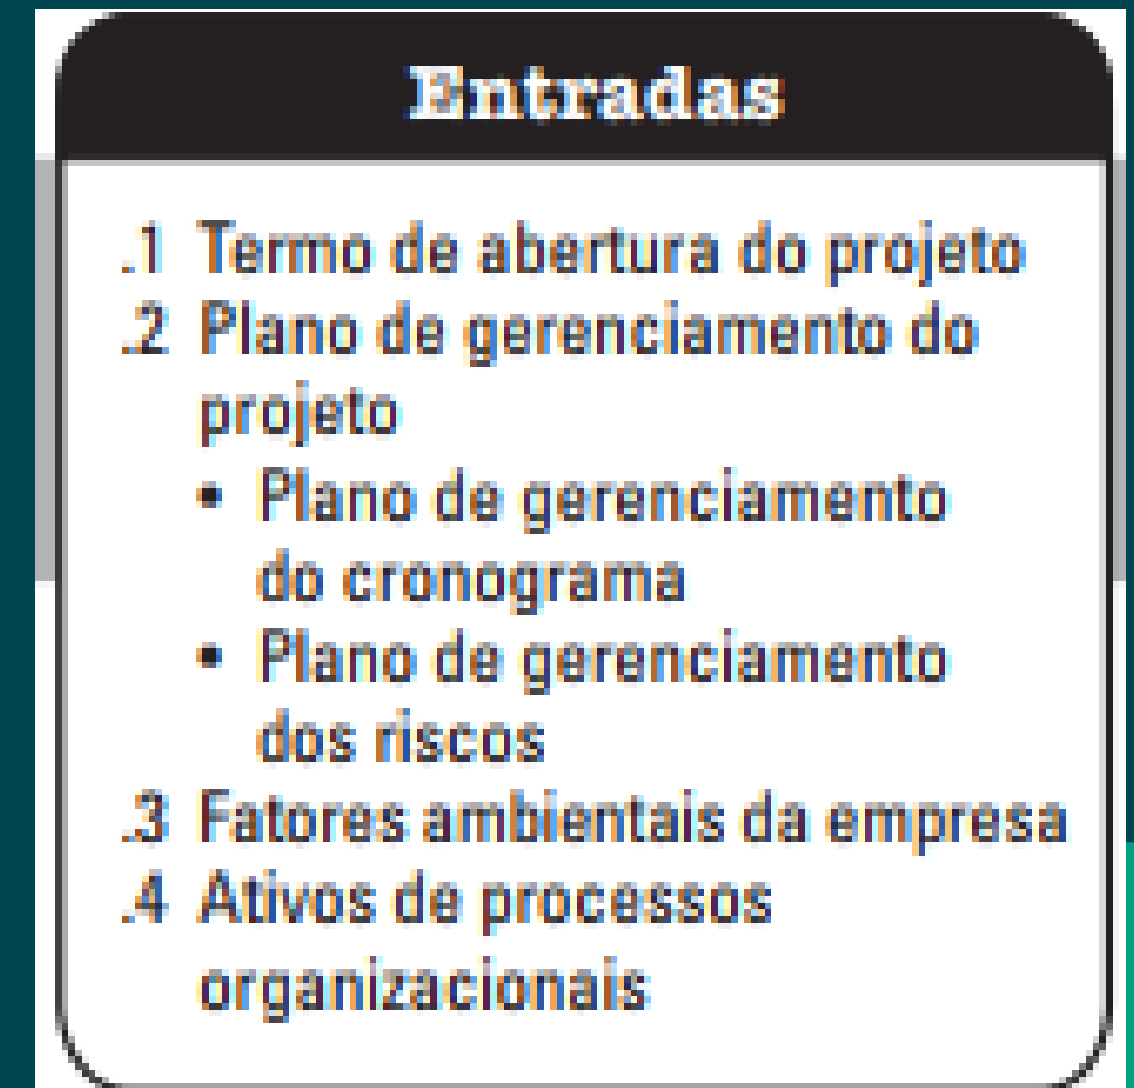 Entradas
.1 Termo de abertura do projeto
.2 Plano de gerenciamento do
projeto
• Plano de gerenciamento
do cronograma
• Plano de gerenciamento
dos riscos
.3 Fatores ambientais da empresa
.4 Ativos de processos
organizacionais